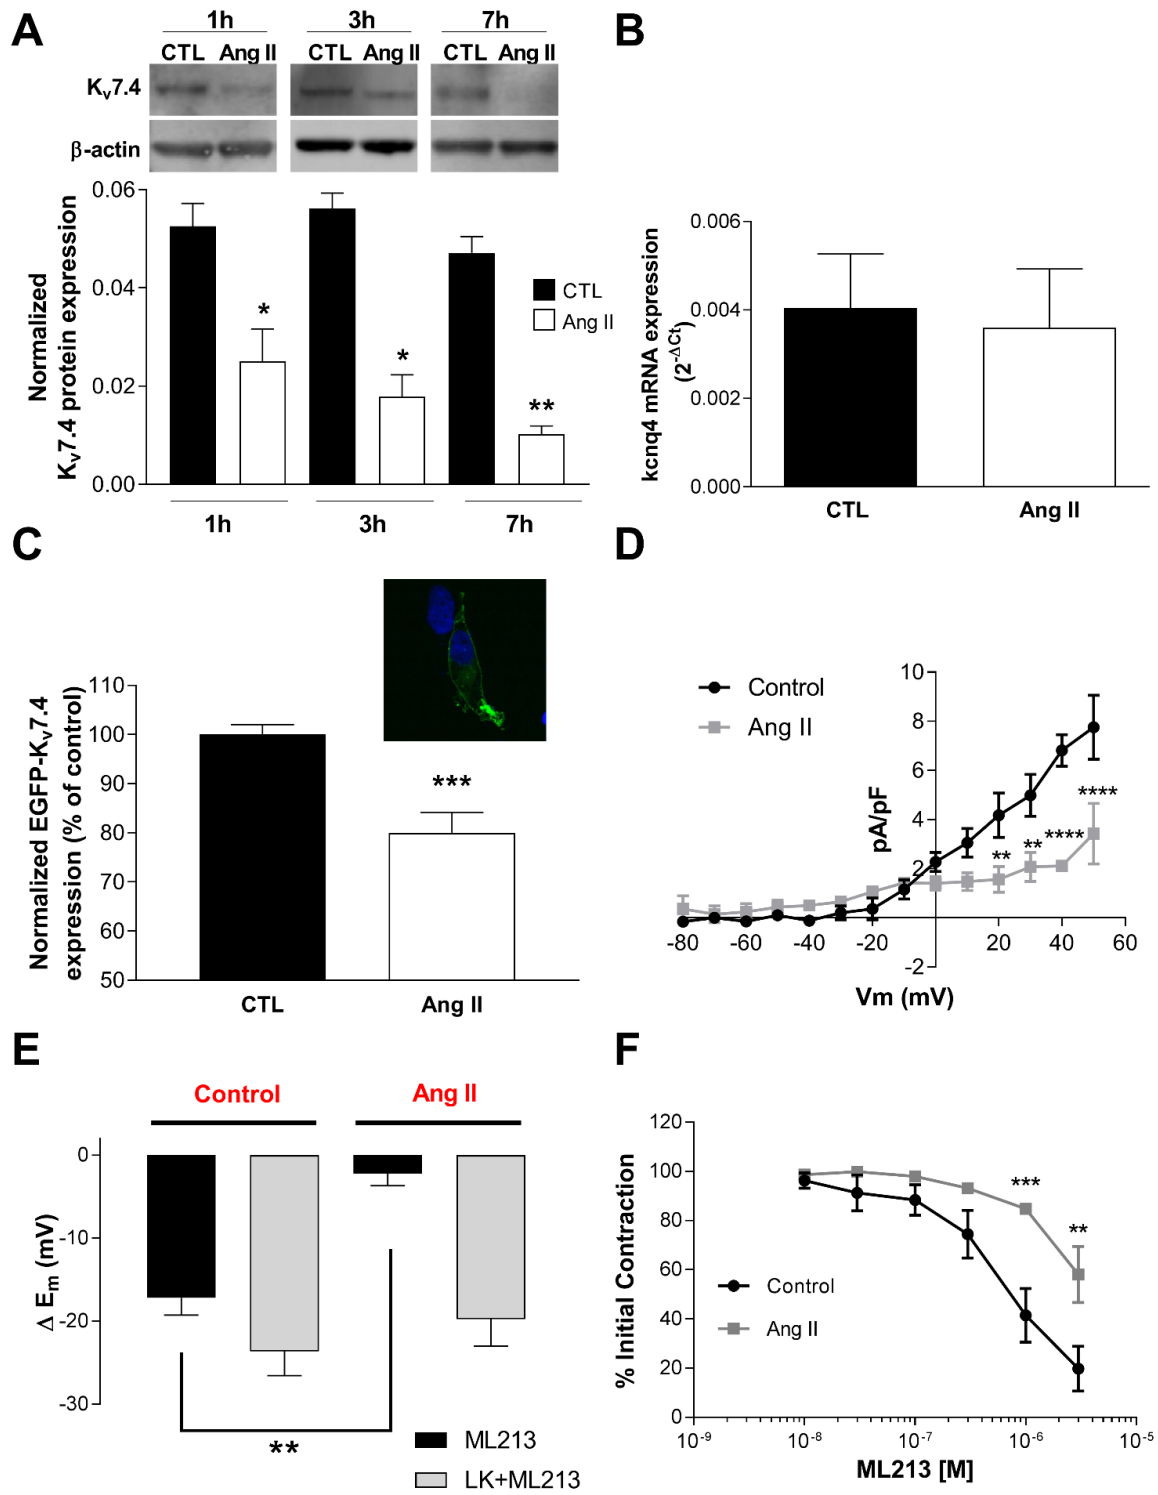 A
1h 3h 7h
CTL Ang II CTL Ang II CTL Ang II
Kv7.4
β-actin
Normalized
Kv7.4 protein expression
0.06
0.04
0.02
0.00
*
*
**
CTL
Ang II
1h 3h 7h
B
kcnq4 mRNA expression
(2-ΔCt)
0.006
0.004
0.002
0.000
CTL Ang II
C
Normalized EGFP-Kv7.4
expression (% of control)
110
100
90
80
70
60
50
***
CTL Ang II
D
Control
Ang II
pA/pF
10
8
6
4
2
-2
** ** **** ****
-80 -60 -40 -20 20 40 60
Vm (mV)
E
Control Ang II
Δ Em (mV)
0
-10
-20
-30
**
ML213
LK+ML213
F
% Initial Contraction
120
100
80
60
40
20
0
***
**
Control
Ang II
10-9 10-8 10-7 10-6 10-5
ML213 [M]